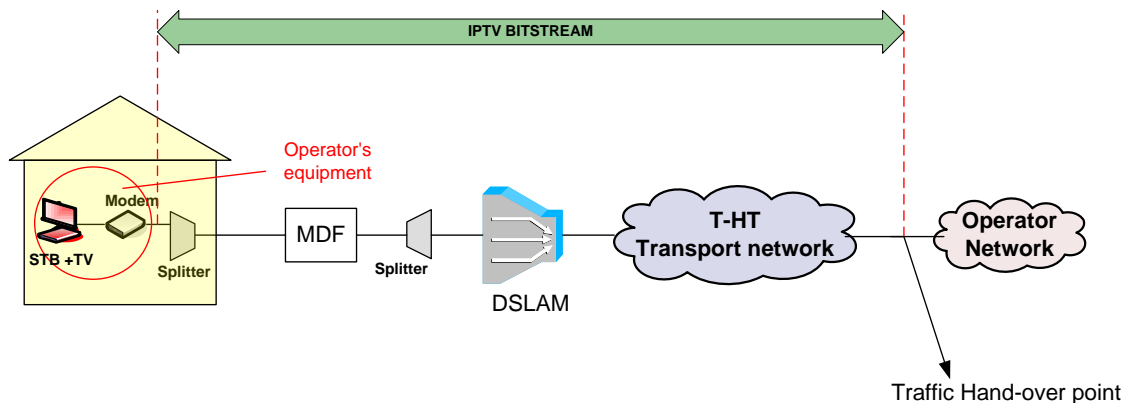 IPTV BITSTREAM
Operator's
equipment
Modem
STB +TV
Splitter
MDF
Splitter
DSLAM
T-HT
Transport network
Operator
Network
Traffic Hand-over point